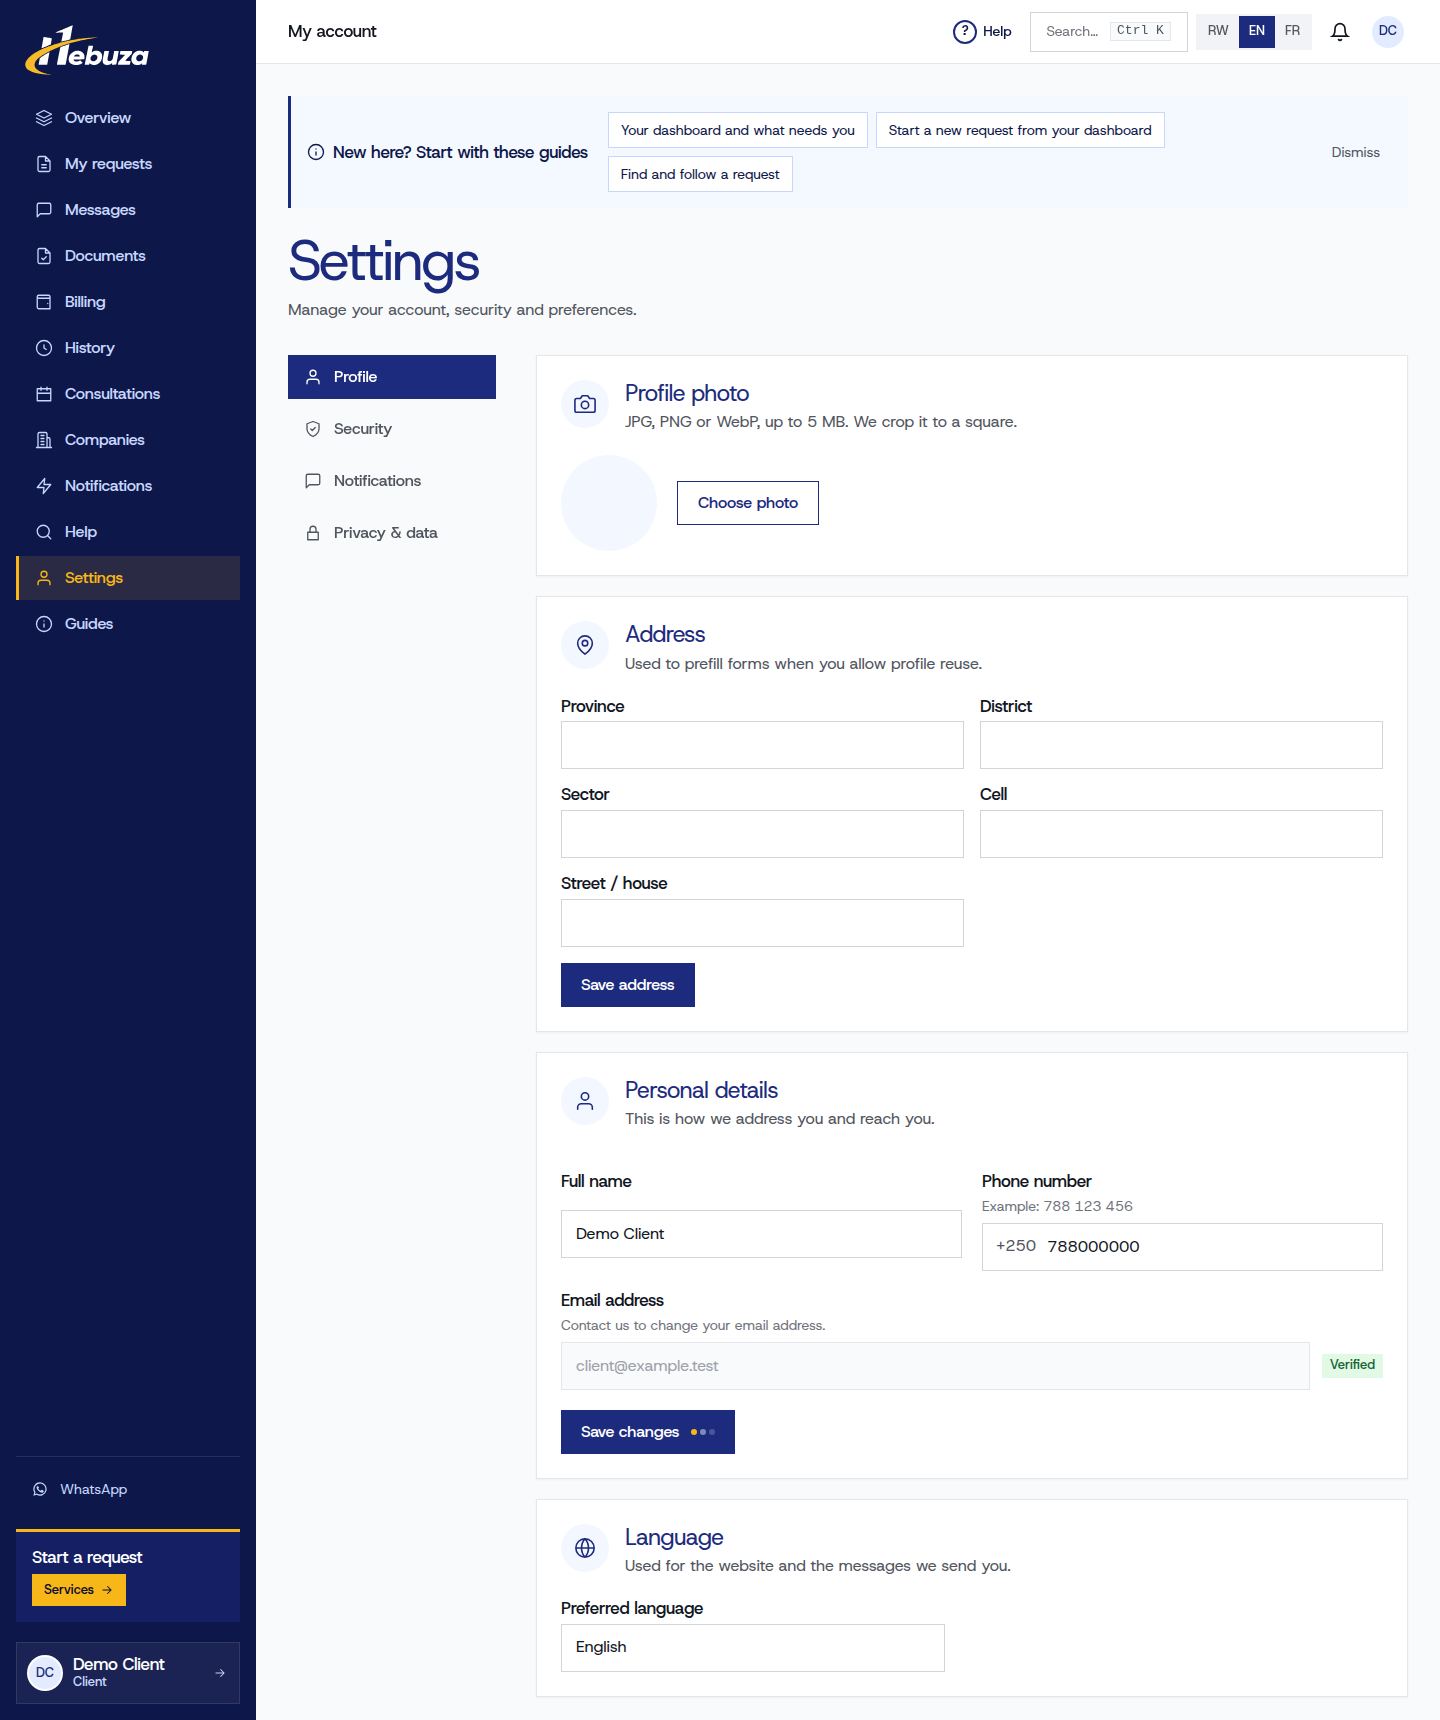 Hebuza
Overview
My requests
Messages
Documents
Billing
History
Consultations
Companies
Notifications
Help
Settings
Guides
WhatsApp
Start a request
Services
DC
Demo Client
Client
My account
? Help
Search… Ctrl K
RW EN FR
DC
New here? Start with these guides
Your dashboard and what needs you
Start a new request from your dashboard
Find and follow a request
Dismiss
Settings
Manage your account, security and preferences.
Profile
Security
Notifications
Privacy & data
Profile photo
JPG, PNG or WebP, up to 5 MB. We crop it to a square.
Choose photo
Address
Used to prefill forms when you allow profile reuse.
Province
District
Sector
Cell
Street / house
Save address
Personal details
This is how we address you and reach you.
Full name
Demo Client
Phone number
Example: 788 123 456
+250 788000000
Email address
Contact us to change your email address.
client@example.test
Verified
Save changes
Language
Used for the website and the messages we send you.
Preferred language
English